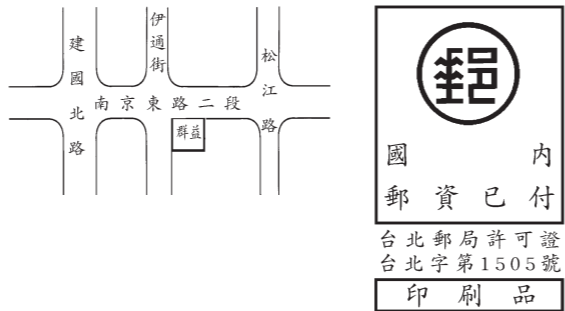 建國北路
伊通街
松江路
南京東路二段
群益
郵
國內
郵資已付
台北郵局許可證
台北字第1505號
印刷品